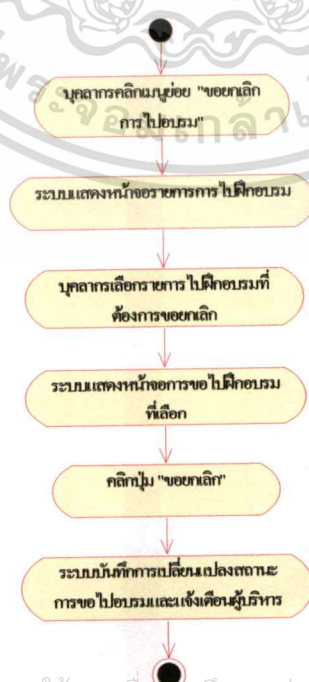 บุคลากรคลิกเมนูย่อย "ขอยกเลิก
การไปอบรม"
ระบบแสดงหน้าจอรายการการไปฝึกอบรม
บุคลากรเลือกรายการไปฝึกอบรมที่
ต้องการขอยกเลิก
ระบบแสดงหน้าจอการขอไปฝึกอบรม
ที่เลือก
คลิกปุ่ม "ขอยกเลิก"
ระบบบันทึกการเปลี่ยนแปลงสถานะ
การขอไปอบรมและแจ้งเตือนผู้บริหาร